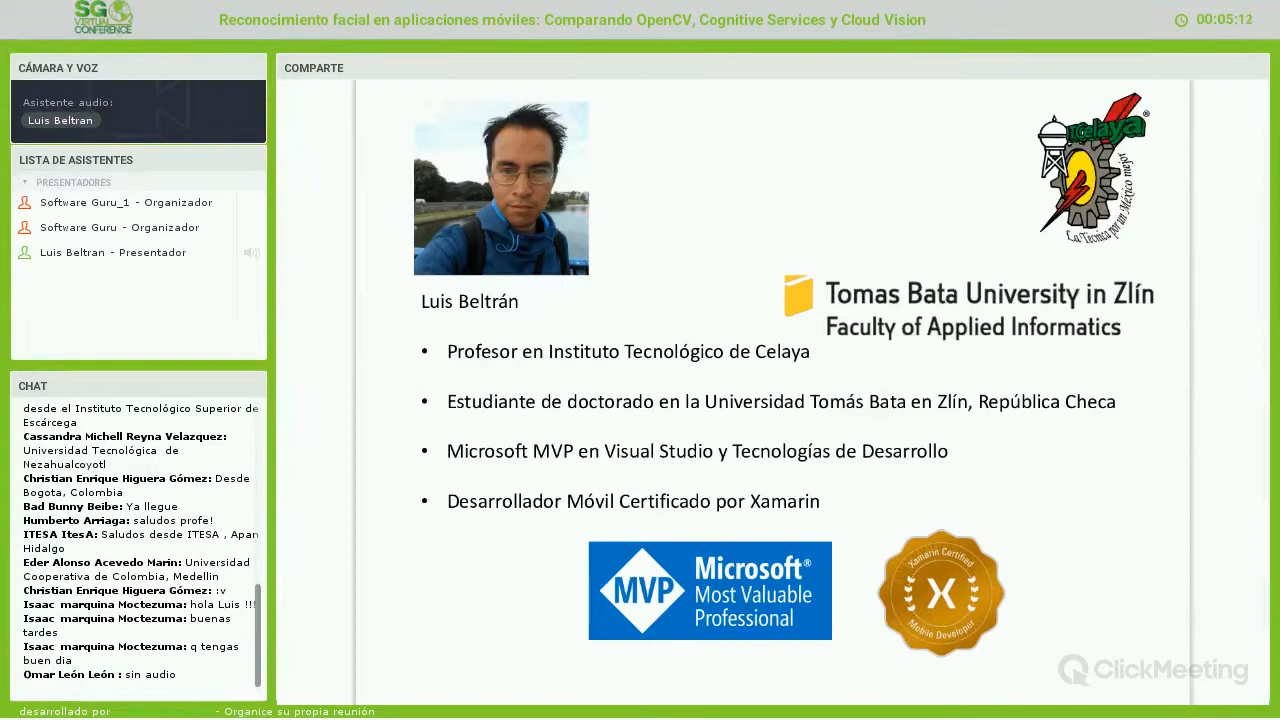 SG
VIRTUAL
CONFERENCE
Reconocimiento facial en aplicaciones móviles: Comparando OpenCV, Cognitive Services y Cloud Vision
00:05:12
CÁMARA Y VOZ
Asistente audio:
Luis Beltran
LISTA DE ASISTENTES
PRESENTADORES
Software Guru_1 - Organizador
Software Guru - Organizador
Luis Beltran - Presentador
CHAT
desde el Instituto Tecnológico Superior de
Escárcega
Cassandra Michell Reyna Velazquez:
Universidad Tecnológica de
Nezahualcoyotl
Christian Enrique Higuera Gómez: Desde
Bogota, Colombia
Bad Bunny Beibe: Ya llegue
Humberto Arriaga: saludos profe!
ITESA ItesA: Saludos desde ITESA , Apan
Hidalgo
Eder Alonso Acevedo Marin: Universidad
Cooperativa de Colombia, Medellin
Christian Enrique Higuera Gómez: :v
Isaac marquina Moctezuma: hola Luis !!!
Isaac marquina Moctezuma: buenas
tardes
Isaac marquina Moctezuma: q tengas
buen dia
Omar León León : sin audio
desarrollado por
- Organice su propia reunión
COMPARTE
ITCelaya®
La Técnica por un México mejor
Tomas Bata University in Zlín
Faculty of Applied Informatics
Luis Beltrán
• Profesor en Instituto Tecnológico de Celaya
• Estudiante de doctorado en la Universidad Tomás Bata en Zlín, República Checa
• Microsoft MVP en Visual Studio y Tecnologías de Desarrollo
• Desarrollador Móvil Certificado por Xamarin
MVP
Microsoft®
Most Valuable
Professional
Xamarin Certified
X
Mobile Developer
ClickMeeting